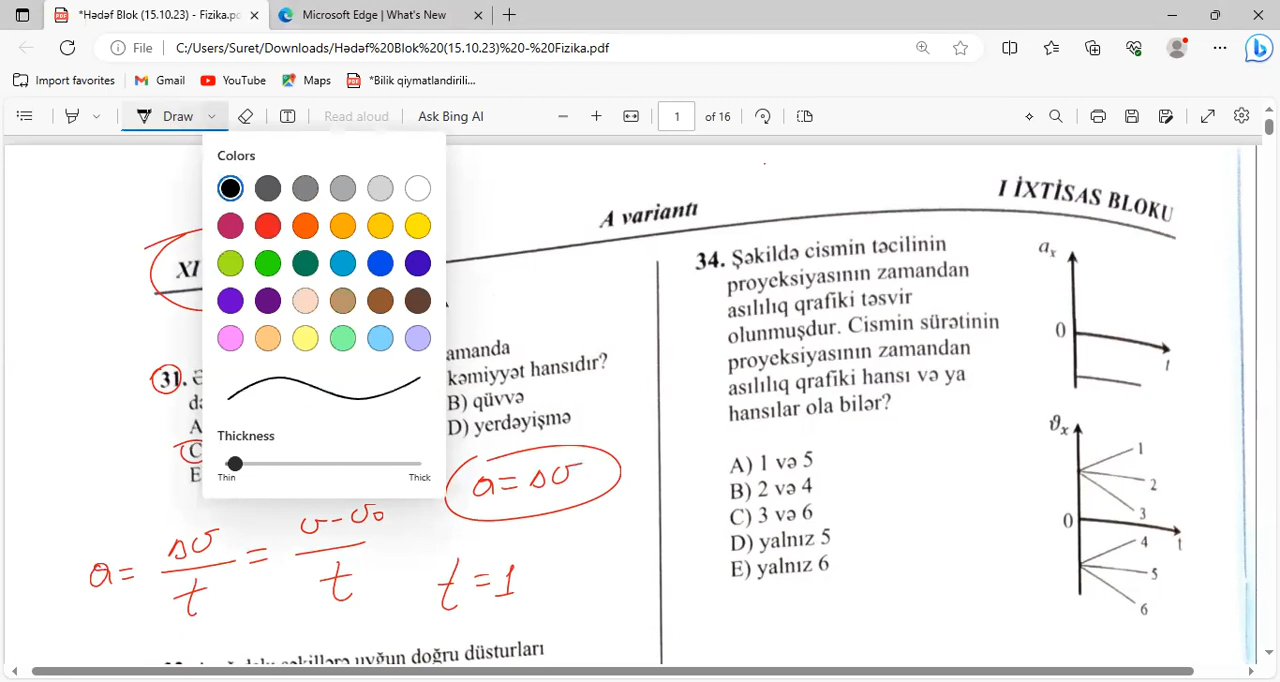 *Hədəf Blok (15.10.23) - Fizika.pd
Microsoft Edge | What's New
File
C:/Users/Suret/Downloads/Hədəf%20Blok%20(15.10.23)%20-%20Fizika.pdf
Import favorites
Gmail
YouTube
Maps
*Bilik qiymatlandirili...
Draw
Read aloud
Ask Bing AI
1
of 16
Colors
Thickness
Thin
Thick
A variantı
I İXTİSAS BLOKU
XI
31. Ə
amanda
kəmiyyət hansıdır?
B) qüvvə
D) yerdəyişmə
A
C
E
a = Δv
a = Δv/t = v-v₀/t
t = 1
uyğun doğru düsturları
34. Şəkildə cismin təcilinin
proyeksiyasının zamandan
asılılıq qrafiki təsvir
olunmuşdur. Cismin sürətinin
proyeksiyasının zamandan
asılılıq qrafiki hansı və ya
hansılar ola bilər?
A) 1 və 5
B) 2 və 4
C) 3 və 6
D) yalnız 5
E) yalnız 6
aₓ
0
t
ϑₓ
1
2
3
0
t
4
5
6